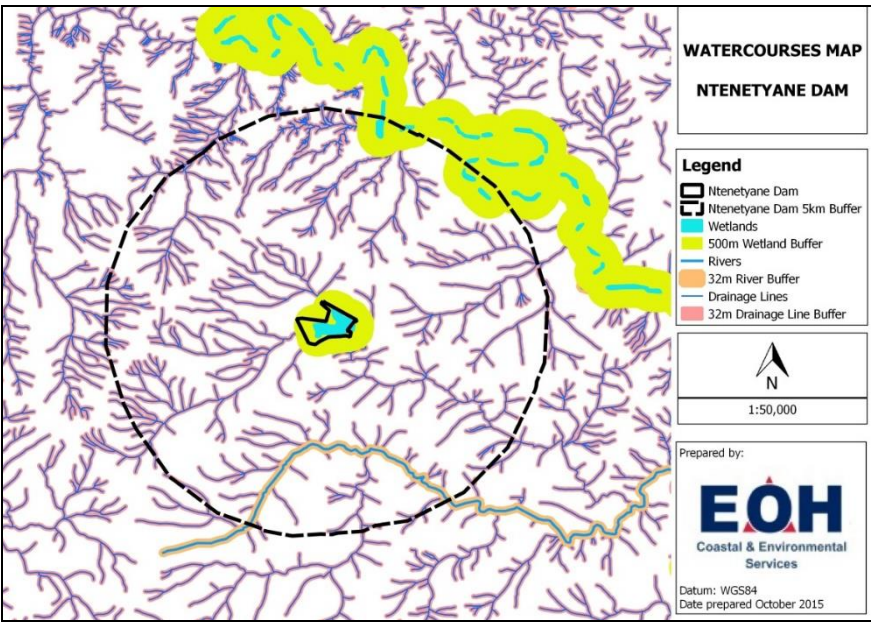 WATERCOURSES MAP
NTENETYANE DAM
Legend
Ntenetyane Dam
Ntenetyane Dam 5km Buffer
Wetlands
500m Wetland Buffer
Rivers
32m River Buffer
Drainage Lines
32m Drainage Line Buffer
N
1:50,000
Prepared by:
EOH
Coastal & Environmental
Services
Datum: WGS84
Date prepared October 2015